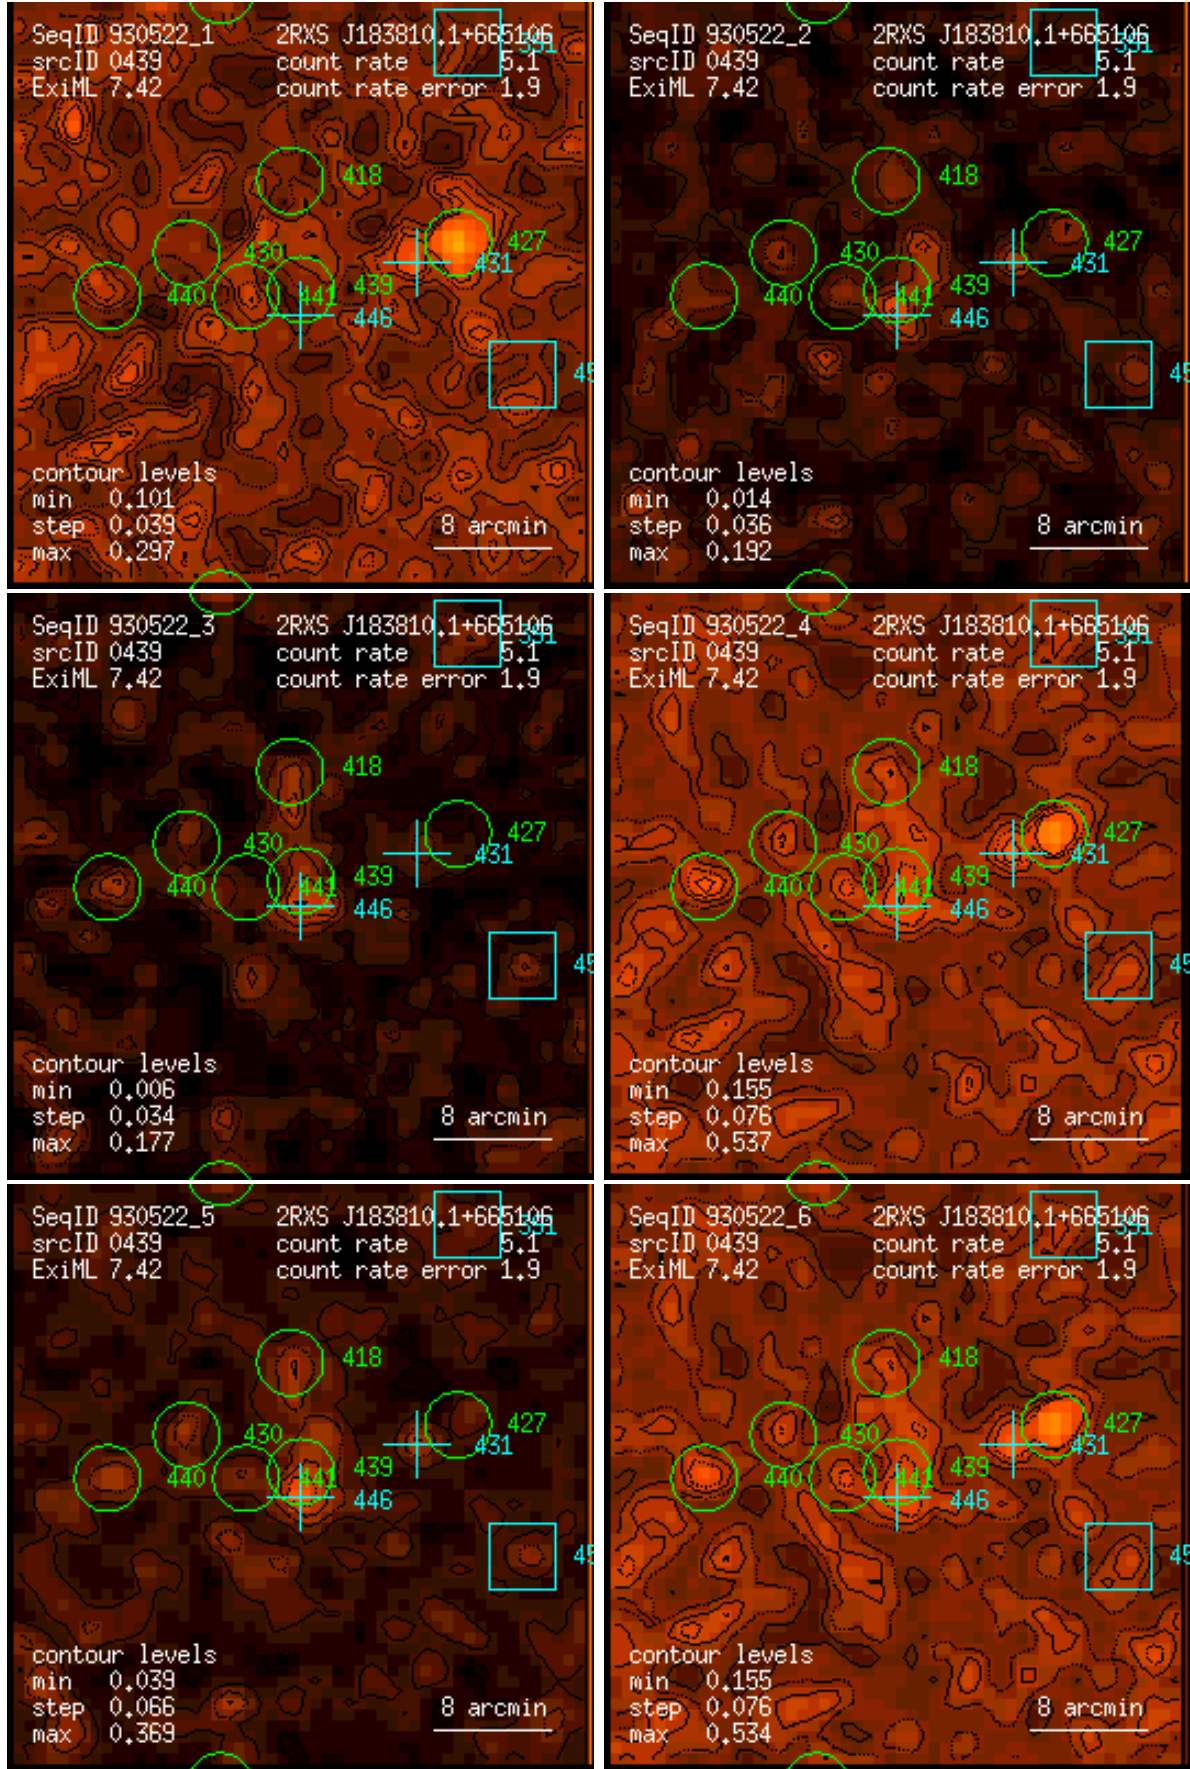 SeqID 930522_1 2RXS J183810.1+665106
srcID 0439 count rate 5.1
ExiML 7.42 count rate error 1.9
391
418
430
427
431
440
441
439
446
45
contour levels
min 0.101
step 0.039
max 0.297
8 arcmin
SeqID 930522_2 2RXS J183810.1+665106
srcID 0439 count rate 5.1
ExiML 7.42 count rate error 1.9
391
418
430
427
431
440
441
439
446
45
contour levels
min 0.014
step 0.036
max 0.192
8 arcmin
SeqID 930522_3 2RXS J183810.1+665106
srcID 0439 count rate 5.1
ExiML 7.42 count rate error 1.9
391
418
430
427
431
440
441
439
446
45
contour levels
min 0.006
step 0.034
max 0.177
8 arcmin
SeqID 930522_4 2RXS J183810.1+665106
srcID 0439 count rate 5.1
ExiML 7.42 count rate error 1.9
391
418
430
427
431
440
441
439
446
45
contour levels
min 0.155
step 0.076
max 0.537
8 arcmin
SeqID 930522_5 2RXS J183810.1+665106
srcID 0439 count rate 5.1
ExiML 7.42 count rate error 1.9
391
418
430
427
431
440
441
439
446
45
contour levels
min 0.039
step 0.066
max 0.369
8 arcmin
SeqID 930522_6 2RXS J183810.1+665106
srcID 0439 count rate 5.1
ExiML 7.42 count rate error 1.9
391
418
430
427
431
440
441
439
446
45
contour levels
min 0.155
step 0.076
max 0.534
8 arcmin